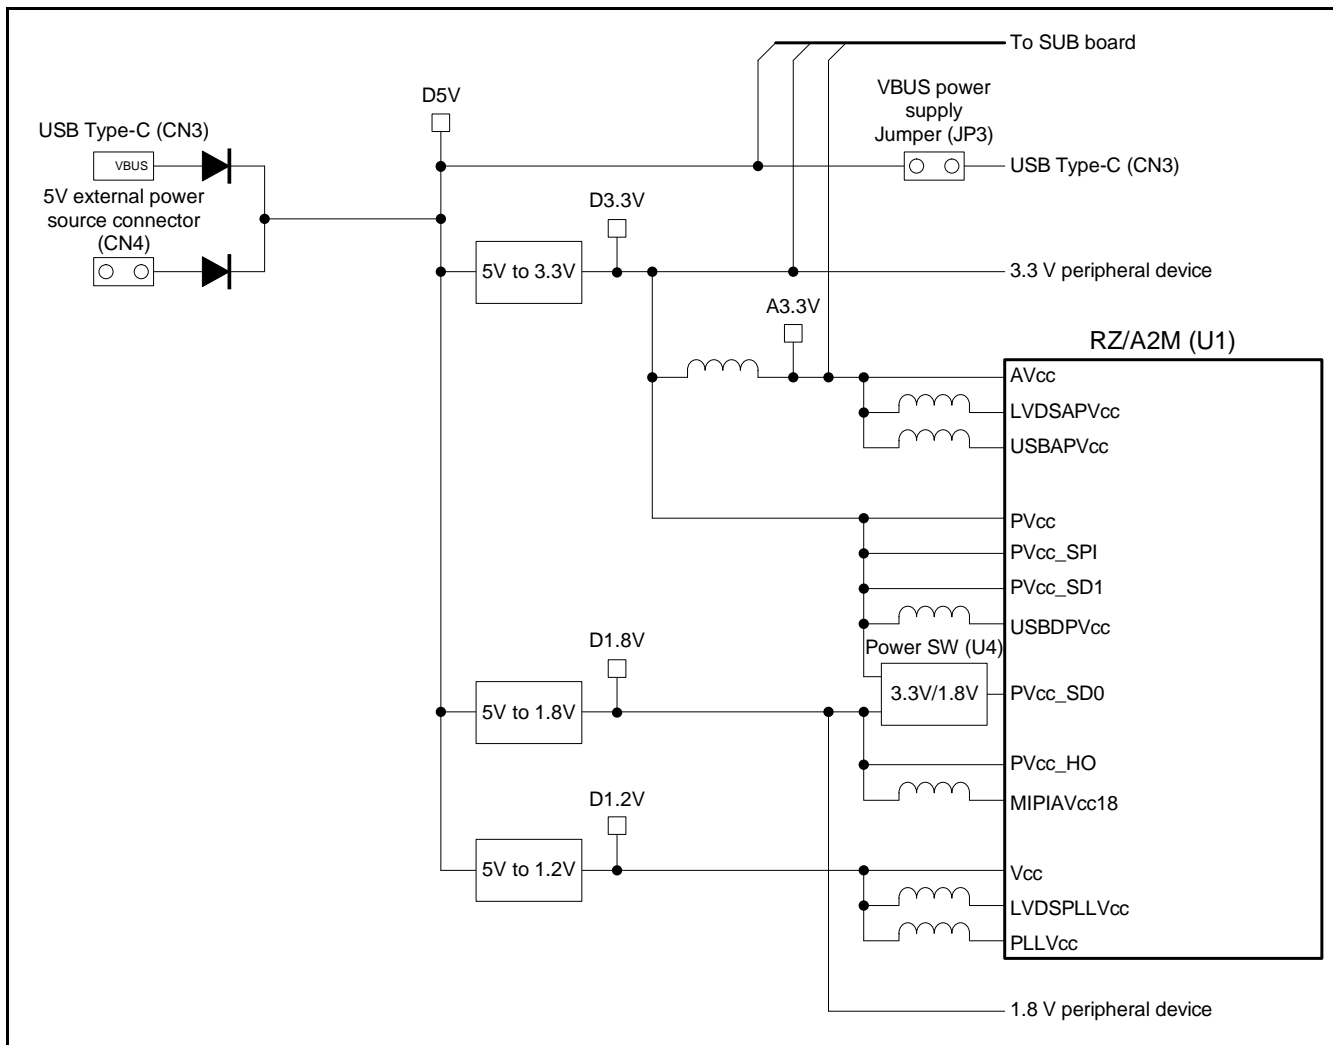 To SUB board
D5V
VBUS power
supply
Jumper (JP3)
USB Type-C (CN3)
VBUS
USB Type-C (CN3)
5V external power
source connector
(CN4)
D3.3V
5V to 3.3V
3.3 V peripheral device
A3.3V
RZ/A2M (U1)
AVcc
LVDSAPVcc
USBAPVcc
PVcc
PVcc_SPI
PVcc_SD1
USBDPVcc
Power SW (U4)
D1.8V
3.3V/1.8V
PVcc_SD0
5V to 1.8V
PVcc_HO
MIPIAVcc18
D1.2V
5V to 1.2V
Vcc
LVDSPLLVcc
PLLVcc
1.8 V peripheral device